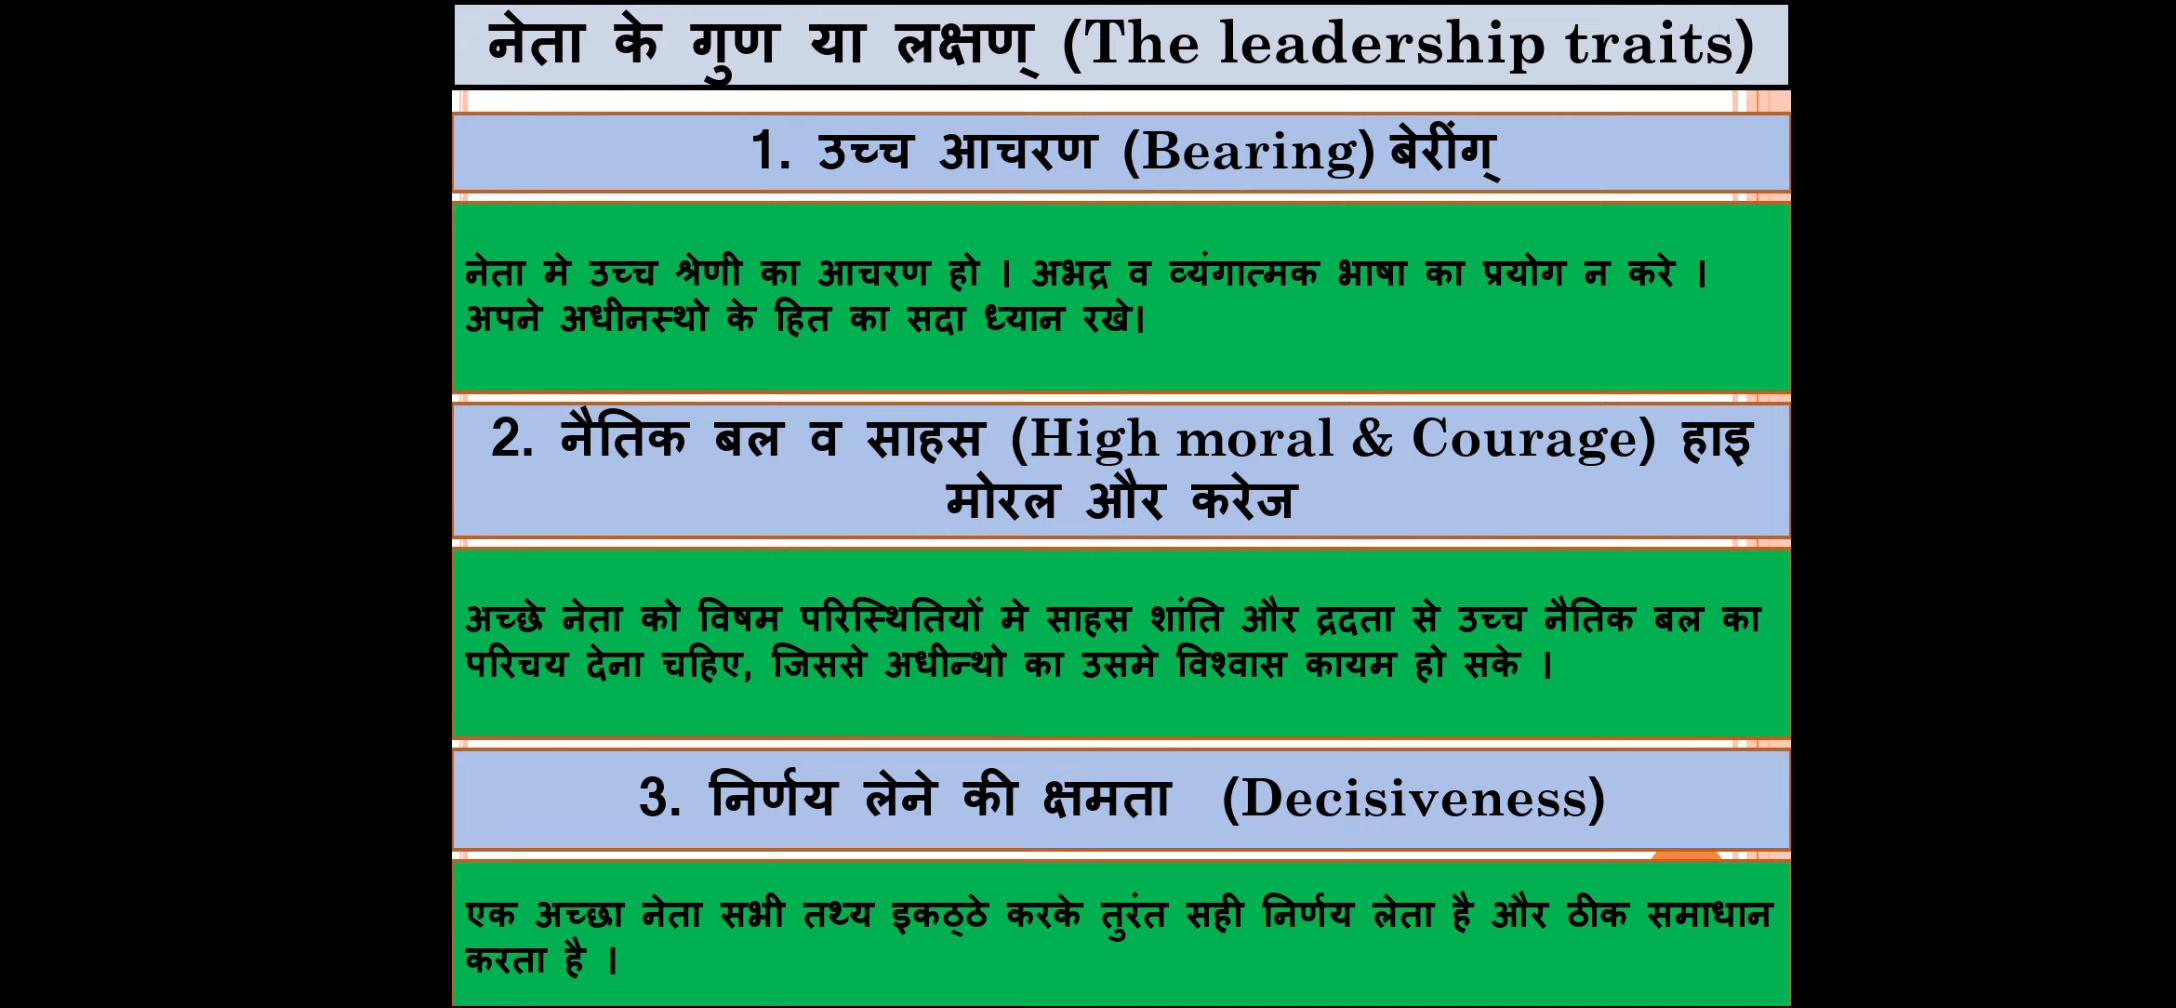 नेता के गुण या लक्षण् (The leadership traits)
1. उच्च आचरण (Bearing) बेरींग्
नेता मे उच्च श्रेणी का आचरण हो । अभद्र व व्यंगात्मक भाषा का प्रयोग न करे ।
अपने अधीनस्थो के हित का सदा ध्यान रखे।
2. नैतिक बल व साहस (High moral & Courage) हाइ
मोरल और करेज
अच्छे नेता को विषम परिस्थितियों मे साहस शांति और द्रदता से उच्च नैतिक बल का
परिचय देना चहिए, जिससे अधीन्थो का उसमे विश्वास कायम हो सके ।
3. निर्णय लेने की क्षमता (Decisiveness)
एक अच्छा नेता सभी तथ्य इकठ्ठे करके तुरंत सही निर्णय लेता है और ठीक समाधान
करता है ।